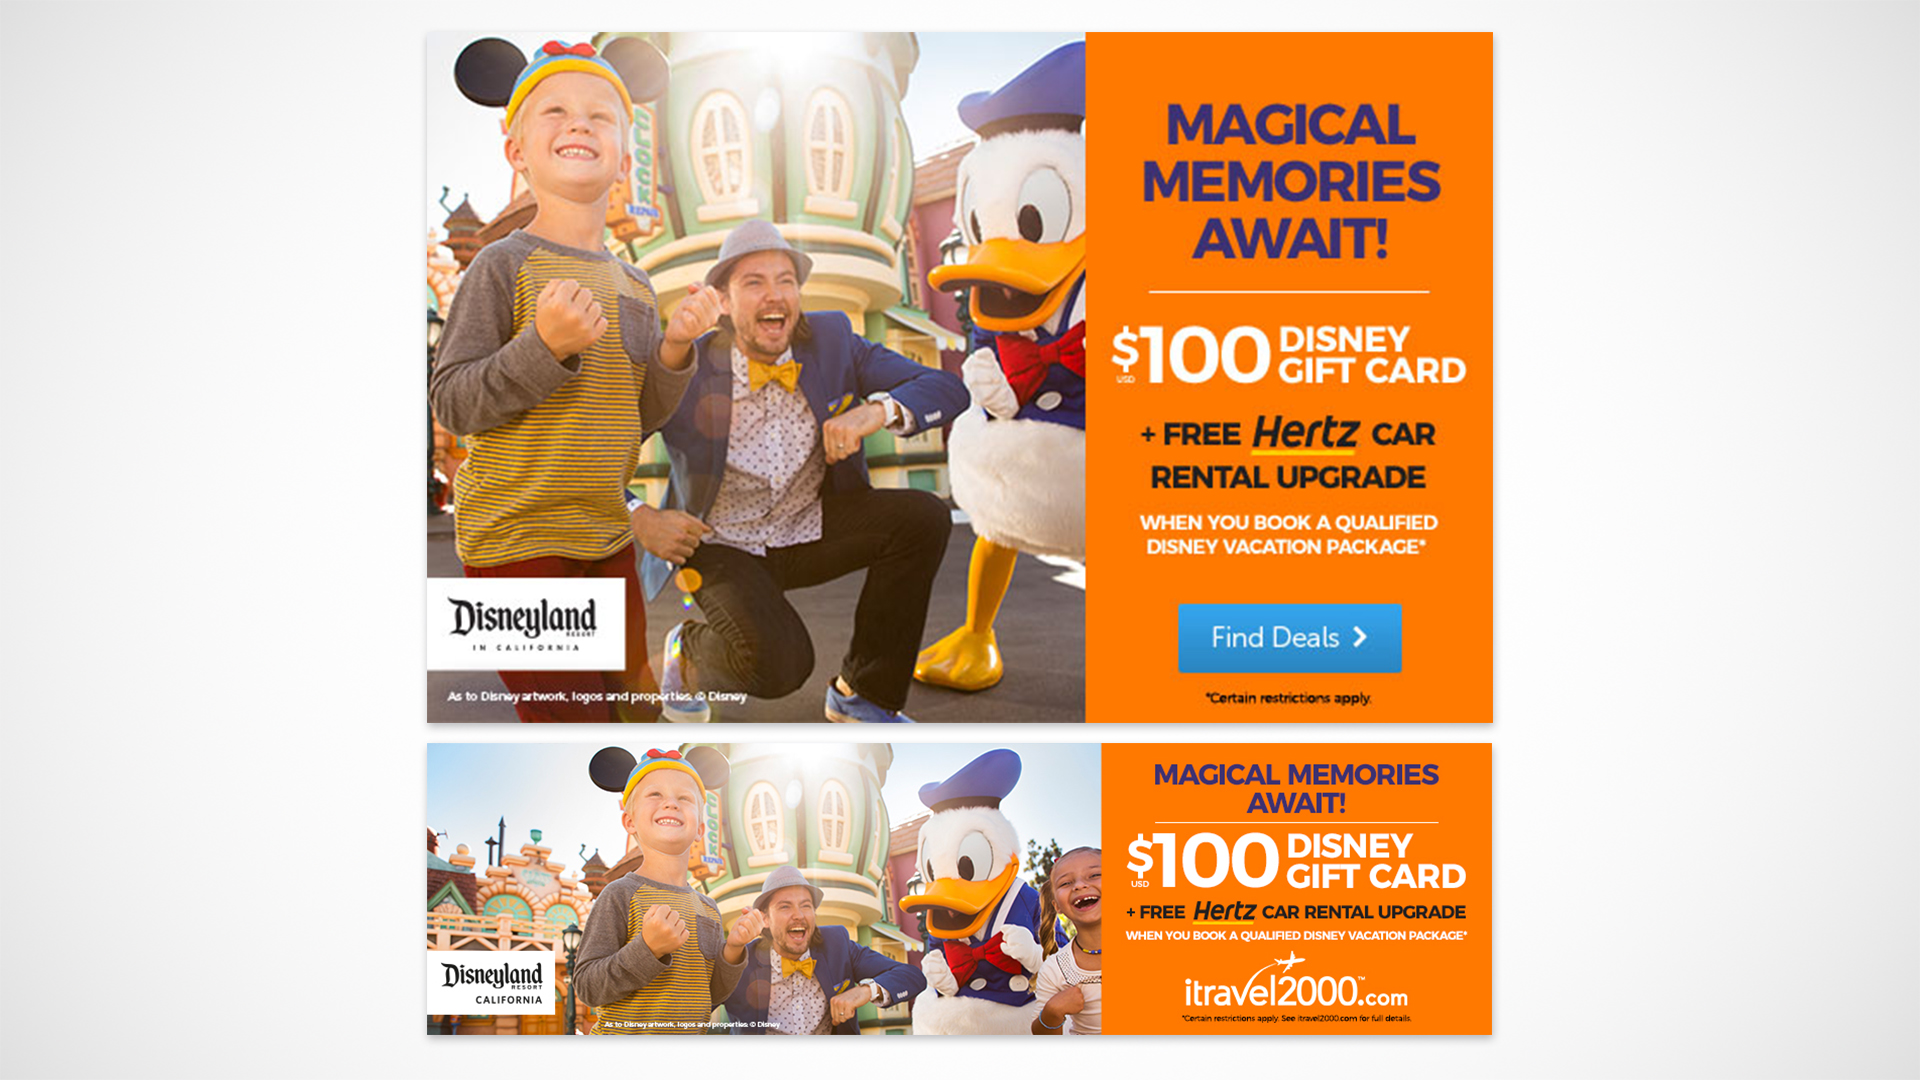 MAGICAL
MEMORIES
AWAIT!
$100 DISNEY
USD GIFT CARD
+ FREE Hertz CAR
RENTAL UPGRADE
WHEN YOU BOOK A QUALIFIED
DISNEY VACATION PACKAGE*
Find Deals
*Certain restrictions apply.
REPAIR
Disneyland
RESORT
IN CALIFORNIA
As to Disney artwork, logos and properties: © Disney
MAGICAL MEMORIES
AWAIT!
$100 DISNEY
USD GIFT CARD
+ FREE Hertz CAR RENTAL UPGRADE
WHEN YOU BOOK A QUALIFIED DISNEY VACATION PACKAGE*
itravel2000™.com
*Certain restrictions apply. See itravel2000.com for full details.
REPAIR
Disneyland
RESORT
CALIFORNIA
As to Disney artwork, logos and properties: © Disney